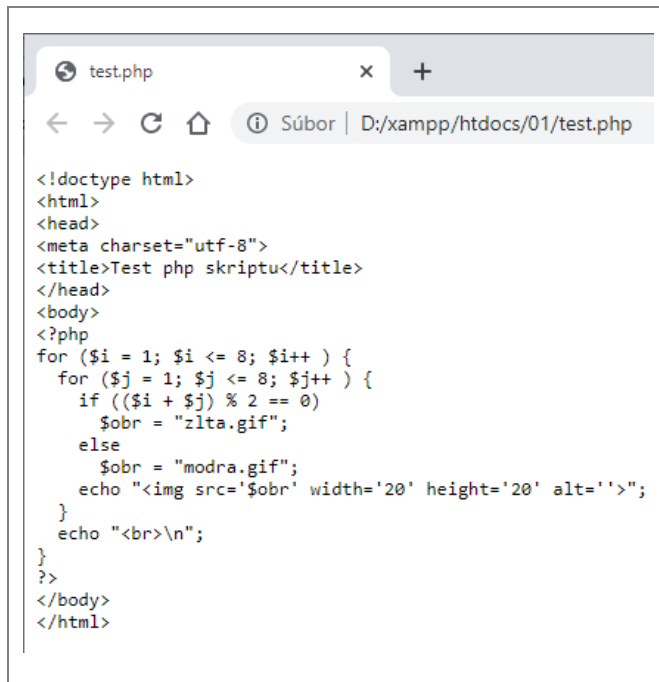 test.php
Súbor | D:/xampp/htdocs/01/test.php
<!doctype html>
<html>
<head>
<meta charset="utf-8">
<title>Test php skriptu</title>
</head>
<body>
<?php
for ($i = 1; $i <= 8; $i++ ) {
  for ($j = 1; $j <= 8; $j++ ) {
    if (($i + $j) % 2 == 0)
      $obr = "zlta.gif";
    else
      $obr = "modra.gif";
    echo "<img src='$obr' width='20' height='20' alt=''>";
  }
  echo "<br>\n";
}
?>
</body>
</html>